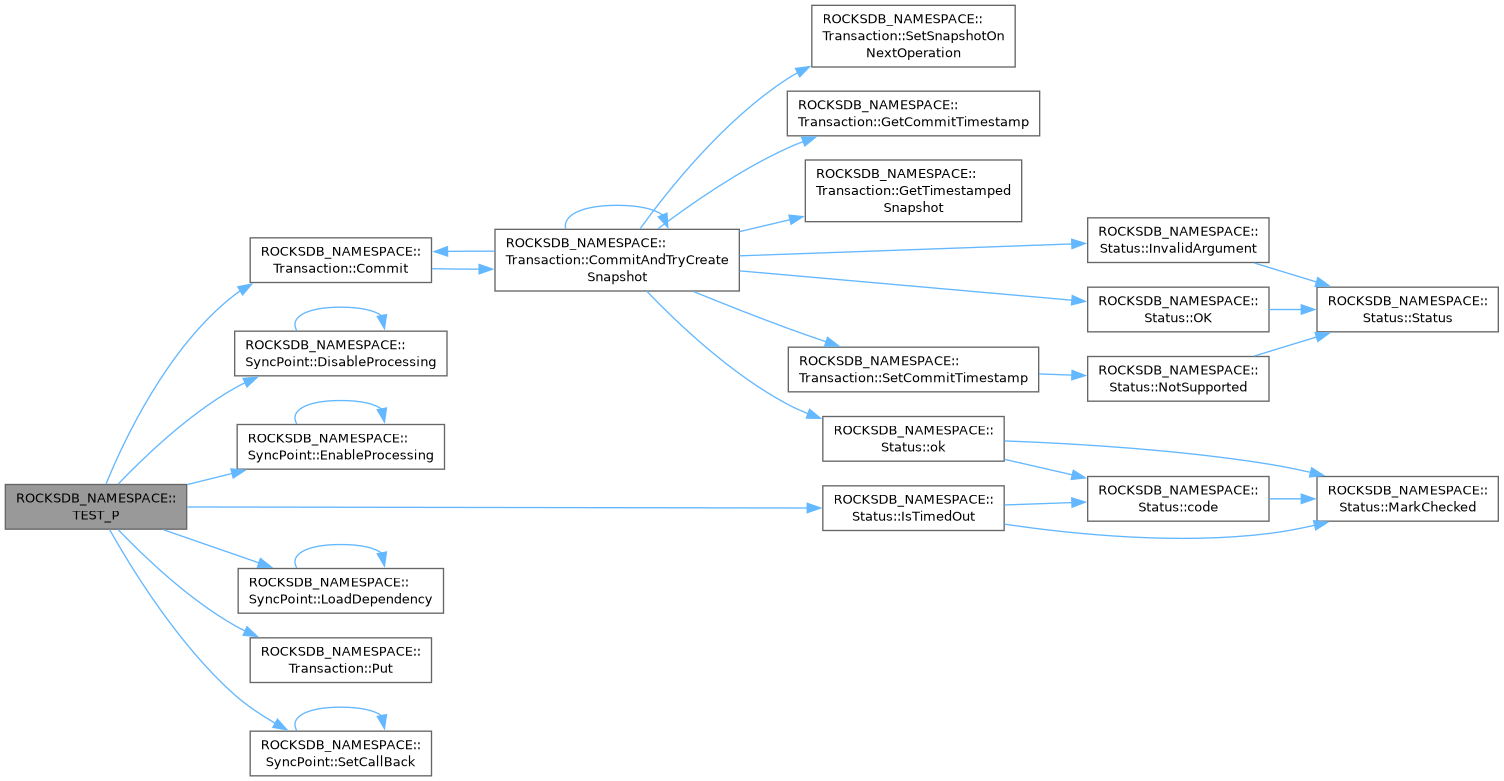 ROCKSDB_NAMESPACE::
TEST_P
ROCKSDB_NAMESPACE::
Transaction::Commit
ROCKSDB_NAMESPACE::
SyncPoint::DisableProcessing
ROCKSDB_NAMESPACE::
SyncPoint::EnableProcessing
ROCKSDB_NAMESPACE::
SyncPoint::LoadDependency
ROCKSDB_NAMESPACE::
Transaction::Put
ROCKSDB_NAMESPACE::
SyncPoint::SetCallBack
ROCKSDB_NAMESPACE::
Transaction::CommitAndTryCreate
Snapshot
ROCKSDB_NAMESPACE::
Transaction::SetSnapshotOn
NextOperation
ROCKSDB_NAMESPACE::
Transaction::GetCommitTimestamp
ROCKSDB_NAMESPACE::
Transaction::GetTimestamped
Snapshot
ROCKSDB_NAMESPACE::
Transaction::SetCommitTimestamp
ROCKSDB_NAMESPACE::
Status::ok
ROCKSDB_NAMESPACE::
Status::IsTimedOut
ROCKSDB_NAMESPACE::
Status::InvalidArgument
ROCKSDB_NAMESPACE::
Status::OK
ROCKSDB_NAMESPACE::
Status::NotSupported
ROCKSDB_NAMESPACE::
Status::code
ROCKSDB_NAMESPACE::
Status::Status
ROCKSDB_NAMESPACE::
Status::MarkChecked